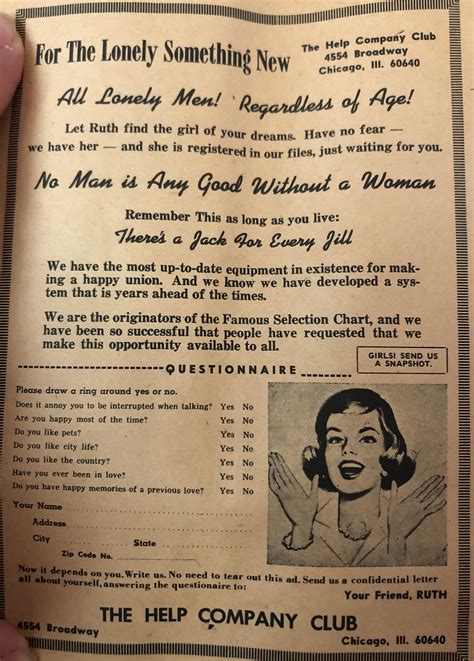 For The Lonely Something New
The Help Company Club
4554 Broadway
Chicago, Ill. 60640
All Lonely Men! Regardless of Age!
Let Ruth find the girl of your dreams. Have no fear —
we have her — and she is registered in our files, just waiting for you.
No Man is Any Good Without a Woman
Remember This as long as you live:
There's a Jack For Every Jill
We have the most up-to-date equipment in existence for mak-
ing a happy union. And we know we have developed a sys-
tem that is years ahead of the times.
We are the originators of the Famous Selection Chart, and we
have been so successful that people have requested that we
make this opportunity available to all.
GIRLS! SEND US
A SNAPSHOT.
QUESTIONNAIRE
Please draw a ring around yes or no.
Does it annoy you to be interrupted when talking? Yes No
Are you happy most of the time? Yes No
Do you like pets? Yes No
Do you like city life? Yes No
Do you like the country? Yes No
Have you ever been in love? Yes No
Do you have happy memories of a previous love? Yes No
Your Name
Address
City State
Zip Code No.
Now it depends on you. Write us. No need to tear out this ad. Send us a confidential letter
all about yourself, answering the questionaire to:
Your Friend, RUTH
THE HELP COMPANY CLUB
4554 Broadway Chicago, Ill. 60640